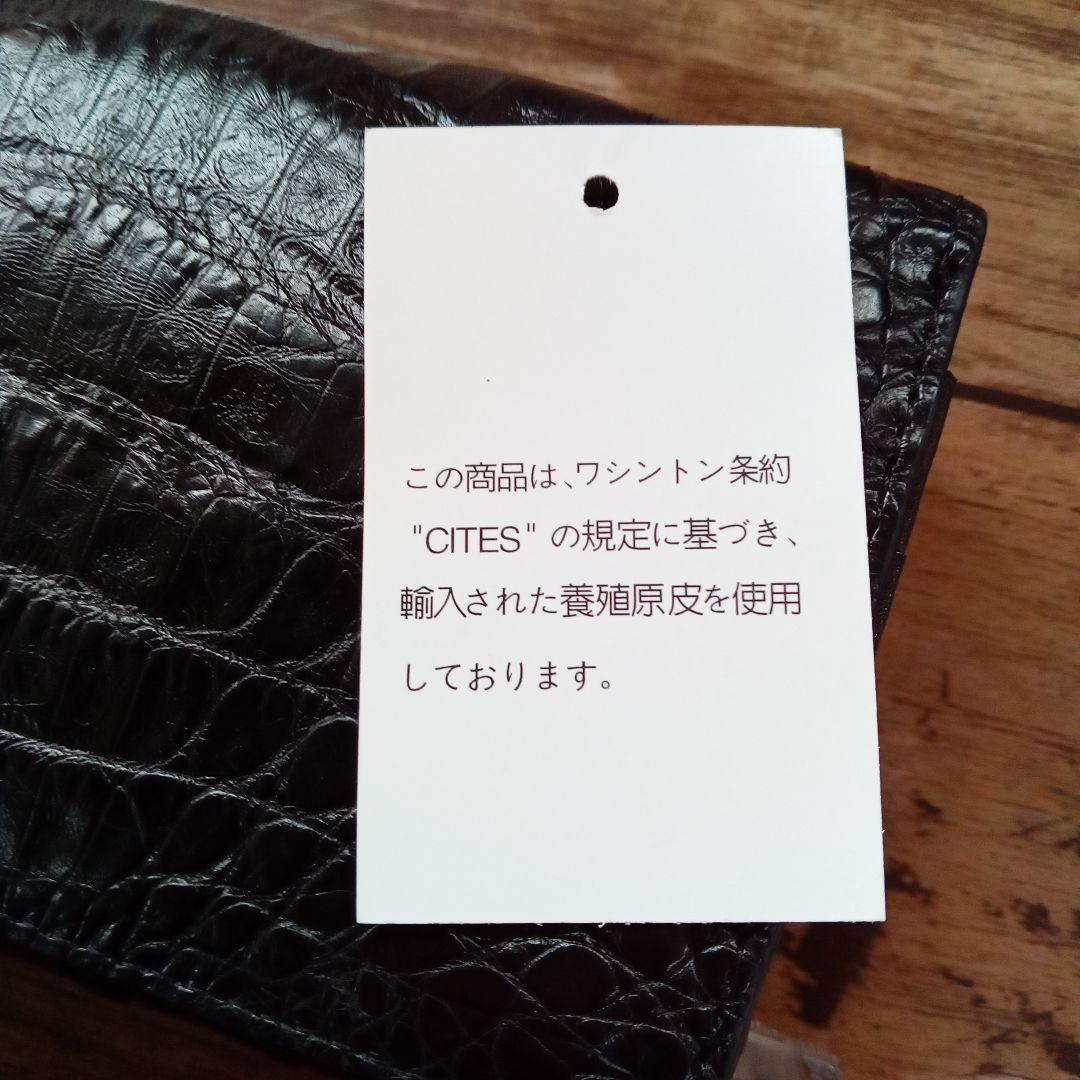 この商品は、ワシントン条約
"CITES" の規定に基づき、
輸入された養殖原皮を使用
しております。